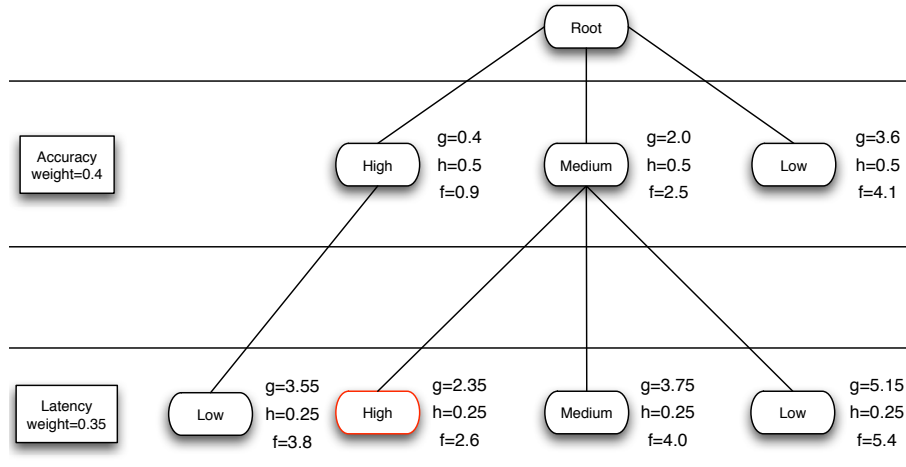 Root
Accuracy
weight=0.4
High
g=0.4
h=0.5
f=0.9
Medium
g=2.0
h=0.5
f=2.5
Low
g=3.6
h=0.5
f=4.1
Latency
weight=0.35
Low
g=3.55
h=0.25
f=3.8
High
g=2.35
h=0.25
f=2.6
Medium
g=3.75
h=0.25
f=4.0
Low
g=5.15
h=0.25
f=5.4